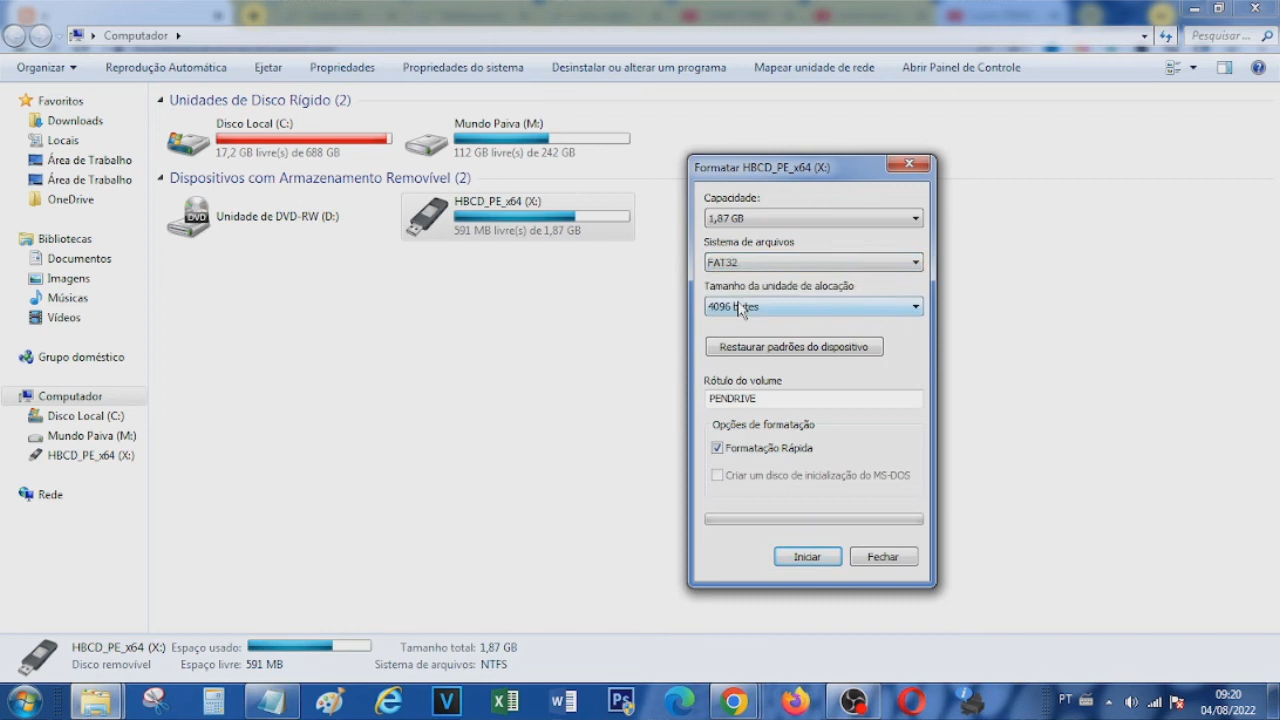 Computador
Pesquisar ...
Organizar
Reprodução Automática
Ejetar
Propriedades
Propriedades do sistema
Desinstalar ou alterar um programa
Mapear unidade de rede
Abrir Painel de Controle
Favoritos
Downloads
Locais
Área de Trabalho
Área de Trabalho
OneDrive
Bibliotecas
Documentos
Imagens
Músicas
Vídeos
Grupo doméstico
Computador
Disco Local (C:)
Mundo Paiva (M:)
HBCD_PE_x64 (X:)
Rede
Unidades de Disco Rígido (2)
Disco Local (C:)
17,2 GB livre(s) de 688 GB
Mundo Paiva (M:)
112 GB livre(s) de 242 GB
Dispositivos com Armazenamento Removível (2)
DVD
Unidade de DVD-RW (D:)
HBCD_PE_x64 (X:)
591 MB livre(s) de 1,87 GB
Formatar HBCD_PE_x64 (X:)
Capacidade:
1,87 GB
Sistema de arquivos
FAT32
Tamanho da unidade de alocação
4096 bytes
Restaurar padrões do dispositivo
Rótulo do volume
PENDRIVE
Opções de formatação
Formatação Rápida
Criar um disco de inicialização do MS-DOS
Iniciar
Fechar
HBCD_PE_x64 (X:) Espaço usado:
Tamanho total: 1,87 GB
Disco removível
Espaço livre: 591 MB
Sistema de arquivos: NTFS
PT
09:20
04/08/2022